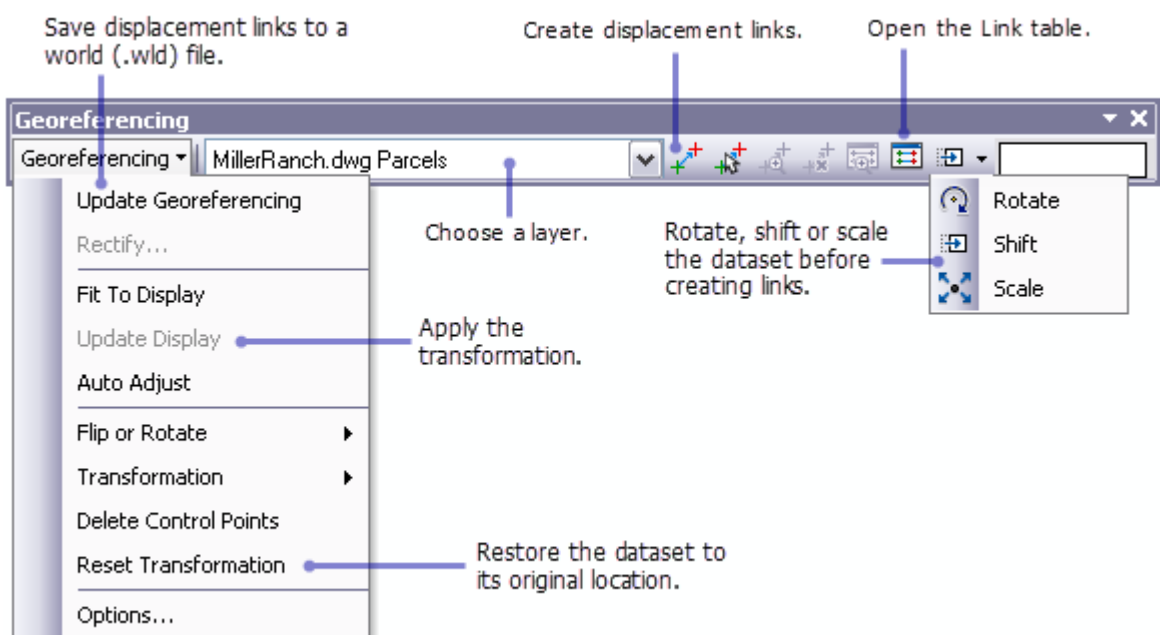 Save displacement links to a
world (.wld) file.
Create displacement links.
Open the Link table.
Georeferencing
Georeferencing
MillerRanch.dwg Parcels
Update Georeferencing
Rectify...
Fit To Display
Update Display
Auto Adjust
Flip or Rotate
Transformation
Delete Control Points
Reset Transformation
Options...
Choose a layer.
Rotate, shift or scale
the dataset before
creating links.
Rotate
Shift
Scale
Apply the
transformation.
Restore the dataset to
its original location.